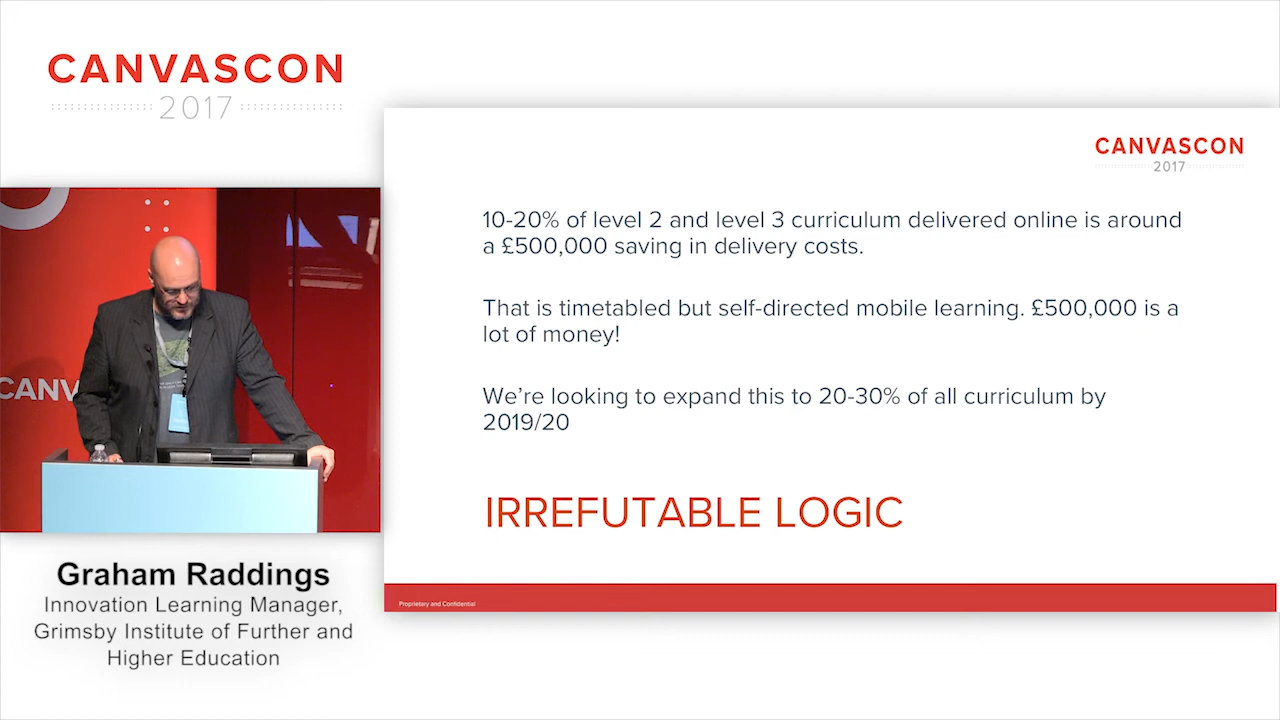 CANVASCON
2017
CANVASCON
2017
10-20% of level 2 and level 3 curriculum delivered online is around
a £500,000 saving in delivery costs.
That is timetabled but self-directed mobile learning. £500,000 is a
lot of money!
We’re looking to expand this to 20-30% of all curriculum by
2019/20
IRREFUTABLE LOGIC
Proprietary and Confidential
CANV
Graham Raddings
Innovation Learning Manager,
Grimsby Institute of Further and
Higher Education